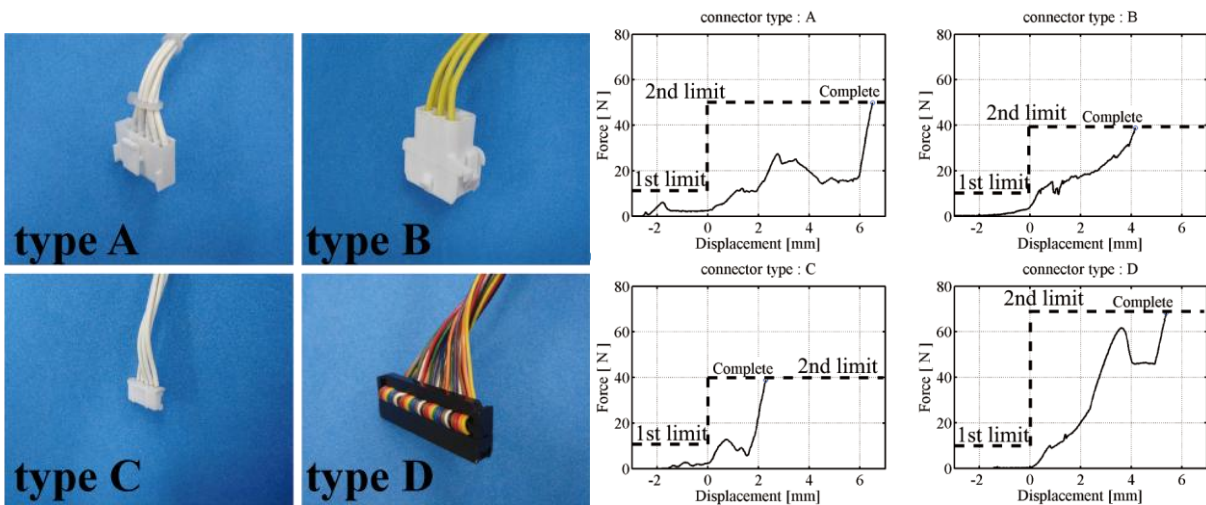 type A
type B
type C
type D
connector type : A
80
60
40
20
0
Force [ N ]
2nd limit
Complete
1st limit
-2
0
2
4
6
Displacement [mm]
connector type : B
80
60
40
20
0
Force [ N ]
2nd limit
Complete
1st limit
-2
0
2
4
6
Displacement [mm]
connector type : C
80
60
40
20
0
Force [ N ]
Complete
2nd limit
1st limit
-2
0
2
4
6
Displacement [mm]
connector type : D
80
60
40
20
0
Force [ N ]
2nd limit
Complete
1st limit
-2
0
2
4
6
Displacement [mm]